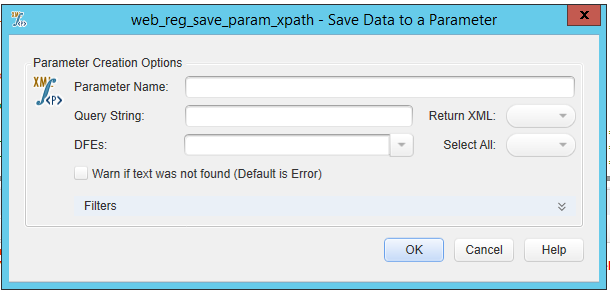 web_reg_save_param_xpath - Save Data to a Parameter
x
Parameter Creation Options
XML
<P>
Parameter Name:
Query String: Return XML:
DFEs: Select All:
Warn if text was not found (Default is Error)
Filters
OK Cancel Help